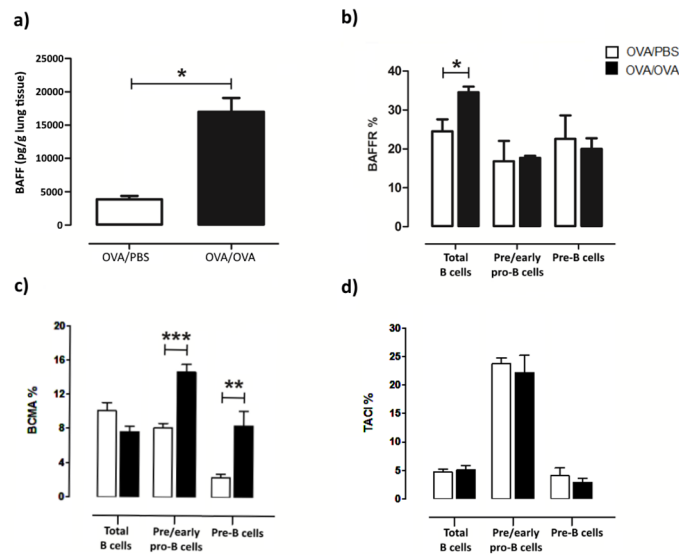 a)
BAFF (pg/g lung tissue)
25000
20000
15000
10000
5000
0
*
OVA/PBS
OVA/OVA
b)
OVA/PBS
OVA/OVA
BAFFR %
40
30
20
10
0
*
Total
B cells
Pre/early
pro-B cells
Pre-B cells
c)
BCMA %
20
16
12
8
4
0
***
**
Total
B cells
Pre/early
pro-B cells
Pre-B cells
d)
TACI %
40
35
30
25
20
15
10
5
0
Total
B cells
Pre/early
pro-B cells
Pre-B cells